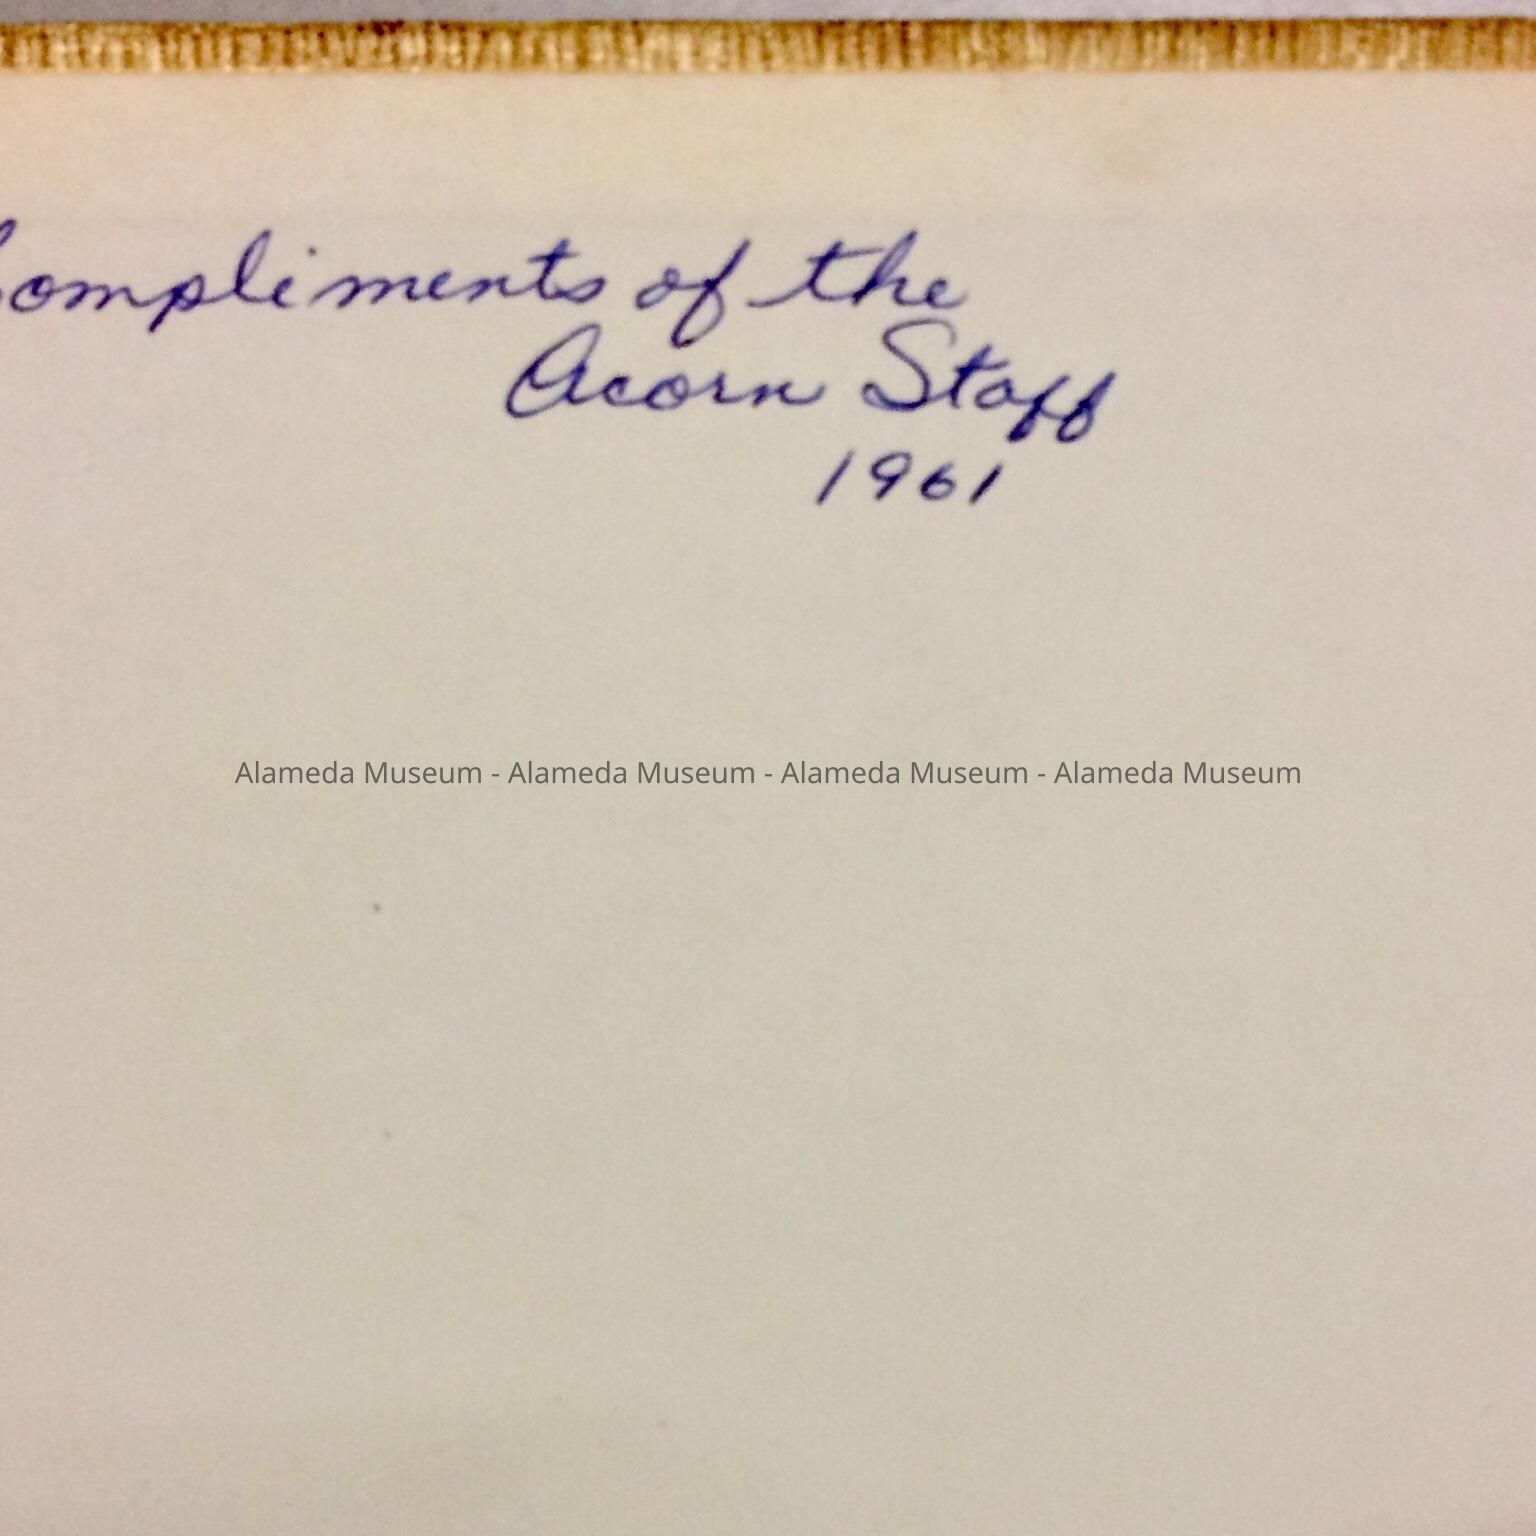 Compliments of the
Acorn Staff
1961
Alameda Museum - Alameda Museum - Alameda Museum - Alameda Museum